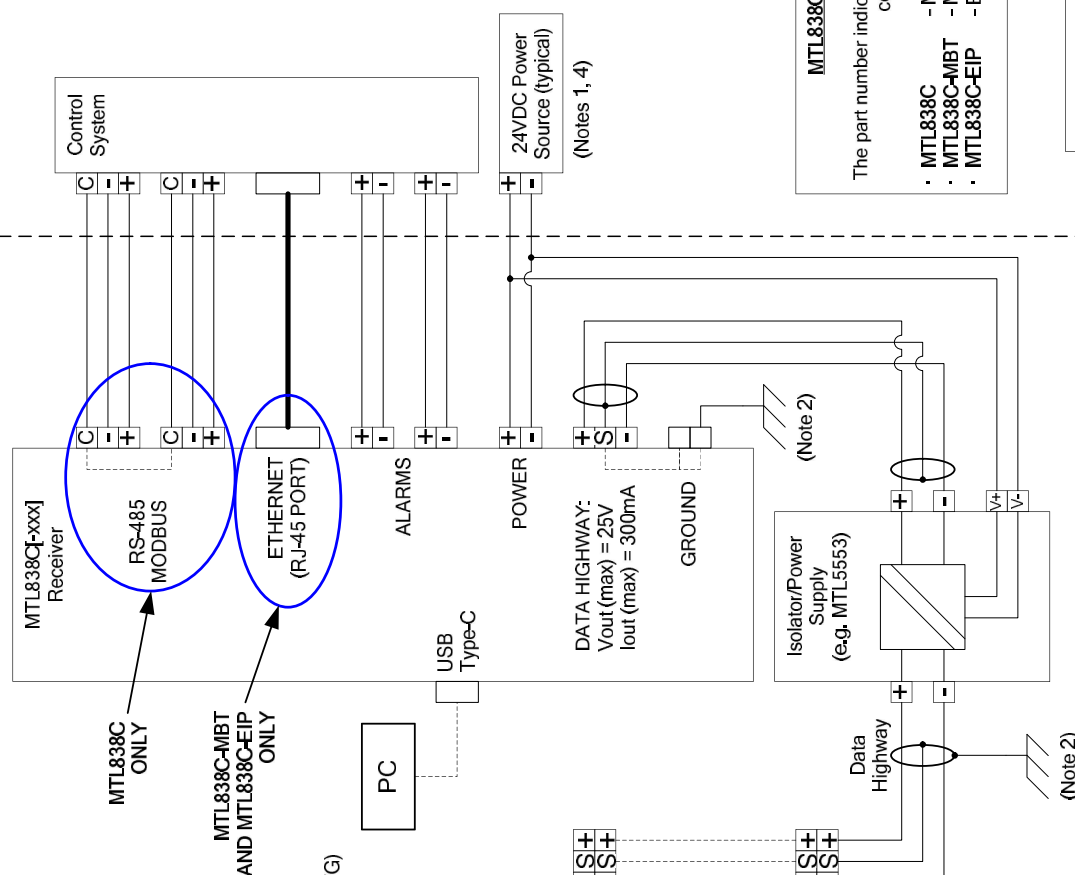 Control
System
C
-
+
C
-
+
+
-
+
-
24VDC Power
Source (typical)
(Notes 1, 4)
+
-
MTL838C
The part number indic
- MTL838C
- MTL838C-MBT
- MTL838C-EIP
MTL838C[-xxx]
Receiver
C
-
+
C
-
+
RS-485
MODBUS
ETHERNET
(RJ-45 PORT)
+
-
+
-
ALARMS
+
-
POWER
+
S
-
DATA HIGHWAY:
Vout (max) = 25V
Iout (max) = 300mA
GROUND
(Note 2)
USB
Type-C
PC
MTL838C
ONLY
MTL838C-MBT
AND MTL838C-EIP
ONLY
+
-
V+
V-
Isolator/Power
Supply
(e.g. MTL5553)
+
-
Data
Highway
(Note 2)
S +
S +
S +
S +
G)